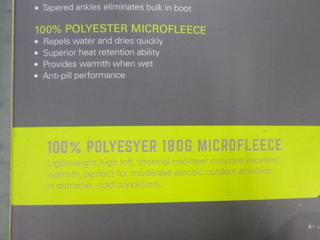 • Tapered ankles eliminates bulk in boot
100% POLYESTER MICROFLEECE
• Repels water and dries quickly
• Superior heat retention ability
• Provides warmth when wet
• Anti-pill performance
100% POLYESYER 180G MICROFLEECE
Lightweight,high loft, thermal mid-layer provides excellent
warmth, perfect for moderaye aerobic outdoor activities
in extreme, cold conditions.